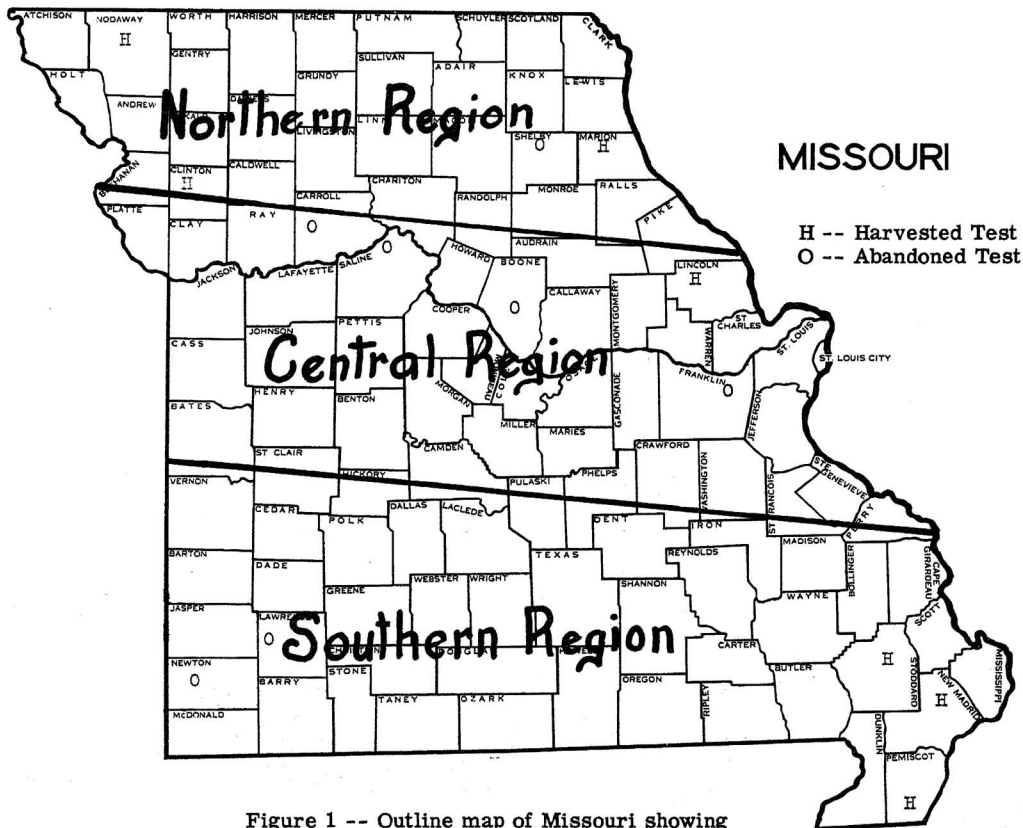 ATCHISON
NODAWAY
WORTH
HARRISON
MERCER
PUTNAM
SCHUYLER
SCOTLAND
CLARK
H
GENTRY
SULLIVAN
ADAIR
HOLT
GRUNDY
KNOX
LEWIS
ANDREW
Northern Region
LIVINGSTON
LINN
SHELBY
O
MARION
H
MISSOURI
BUCHANAN
CLINTON
H
CALDWELL
CHARITON
MONROE
RALLS
PLATTE
CARROLL
O
RANDOLPH
PIKE
CLAY
RAY
AUDRAIN
H -- Harvested Test
O -- Abandoned Test
JACKSON
LAFAYETTE
SALINE
O
HOWARD
BOONE
O
LINCOLN
H
CALLAWAY
MONTGOMERY
WARREN
ST CHARLES
ST. LOUIS
ST. LOUIS CITY
COOPER
CASS
JOHNSON
PETTIS
Central Region
FRANKLIN
O
HENRY
BENTON
MORGAN
GASCONADE
JEFFERSON
BATES
MILLER
MARIES
CAMDEN
CRAWFORD
ST CLAIR
HICKORY
PULASKI
PHELPS
WASHINGTON
ST FRANCOIS
STE GENEVIEVE
PERRY
VERNON
CEDAR
POLK
DALLAS
LACLEDE
DENT
IRON
MADISON
BOLLINGER
CAPE GIRARDEAU
BARTON
DADE
TEXAS
REYNOLDS
WEBSTER
WRIGHT
GREENE
SHANNON
WAYNE
SCOTT
JASPER
LAWRENCE
O
Southern Region
CARTER
MISSISSIPPI
NEWTON
O
STONE
DOUGLAS
OREGON
RIPLEY
BUTLER
H
STODDARD
NEW MADRID
H
BARRY
TANEY
OZARK
MCDONALD
DUNKLIN
PEMISCOT
H
Figure 1 -- Outline map of Missouri showing